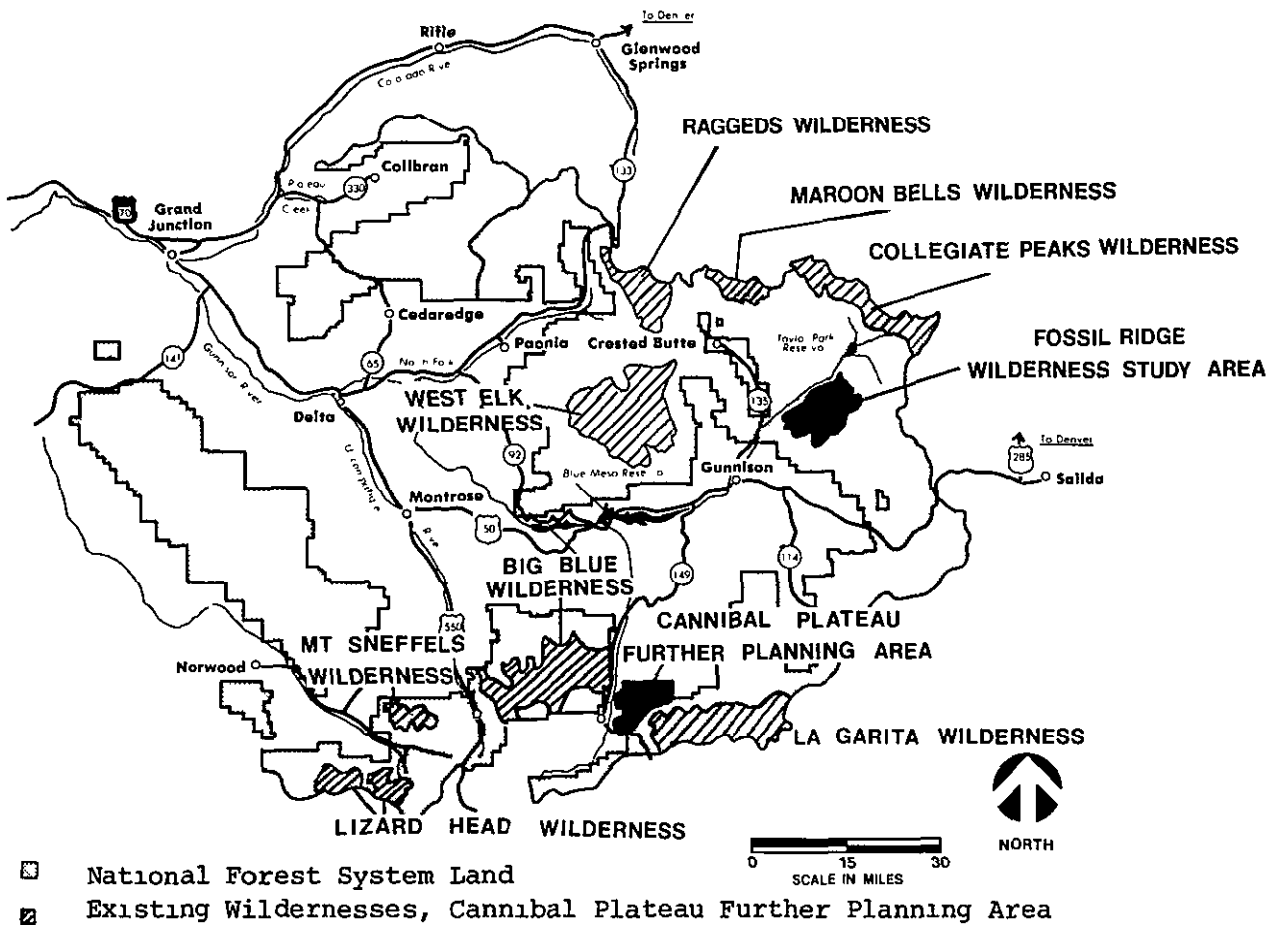 To Denver
Rifle
Glenwood
Springs
RAGGEDS WILDERNESS
133
Collbran
330
MAROON BELLS WILDERNESS
70
Grand
Junction
COLLEGIATE PEAKS WILDERNESS
Cedaredge
Paonia
Crested Butte
FOSSIL RIDGE
WILDERNESS STUDY AREA
141
65
Delta
WEST ELK
WILDERNESS
135
To Denver
285
Salida
92
Gunnison
Montrose
50
BIG BLUE
WILDERNESS
149
114
CANNIBAL PLATEAU
FURTHER PLANNING AREA
550
MT SNEFFELS
WILDERNESS
Norwood
LA GARITA WILDERNESS
LIZARD HEAD WILDERNESS
NORTH
0 15 30
SCALE IN MILES
National Forest System Land
Existing Wildernesses, Cannibal Plateau Further Planning Area